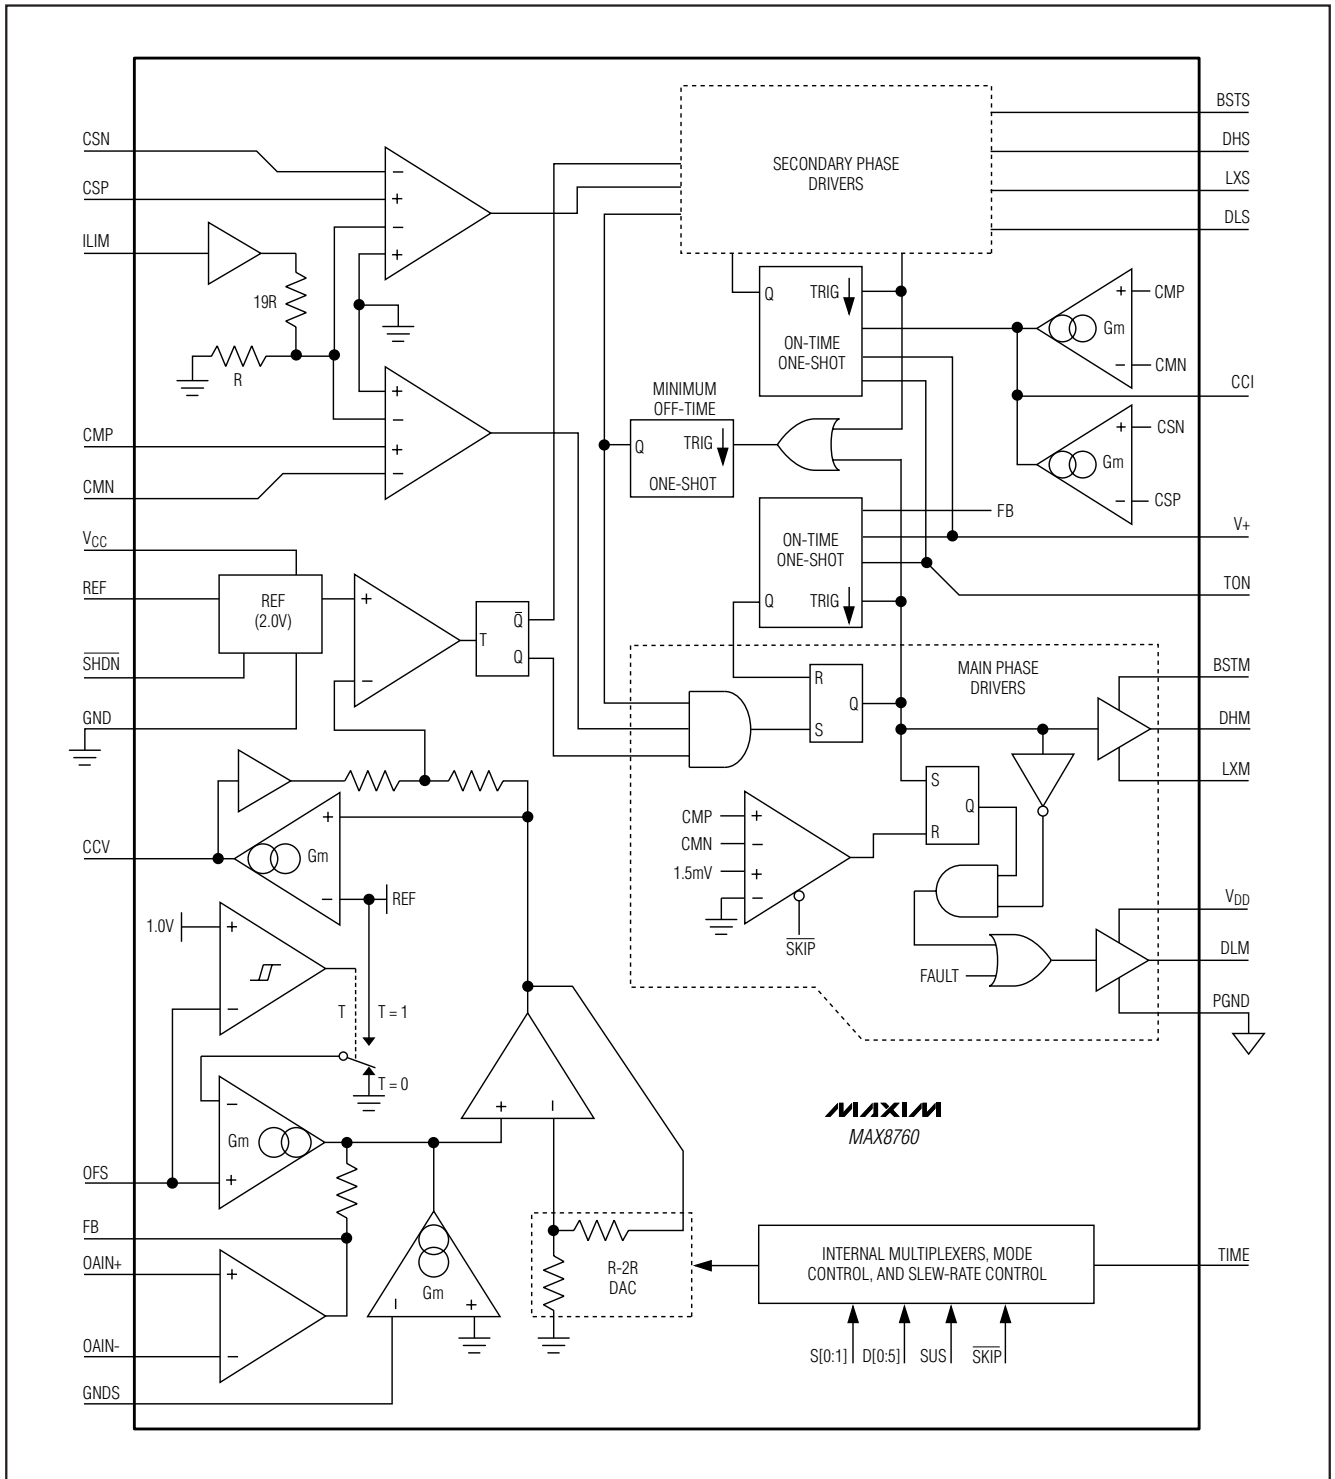 BSTS
CSN
DHS
SECONDARY PHASE
DRIVERS
CSP
LXS
DLS
ILIM
−
+
−
+
19R
R
Q
TRIG
ON-TIME
ONE-SHOT
+
CMP
Gm
−
CMN
CCI
MINIMUM
OFF-TIME
+
−
+
−
CMP
CMN
Q
TRIG
ONE-SHOT
+
CSN
Gm
−
CSP
FB
V+
ON-TIME
ONE-SHOT
TON
Q
TRIG
VCC
REF
REF
(2.0V)
SHDN
GND
+
−
T
Q̅
Q
MAIN PHASE
DRIVERS
BSTM
R
Q
S
DHM
LXM
S
Q
R
CMP
+
CMN
−
1.5mV
+
−
SKIP
CCV
+
Gm
−
REF
VDD
DLM
FAULT
PGND
1.0V
+
−
T
T = 1
T = 0
−
Gm
+
OFS
+
−
MAXIM
MAX8760
FB
OAIN+
+
OAIN-
−
GNDS
Gm
−
+
R-2R
DAC
INTERNAL MULTIPLEXERS, MODE
CONTROL, AND SLEW-RATE CONTROL
TIME
S[0:1]
D[0:5]
SUS
SKIP